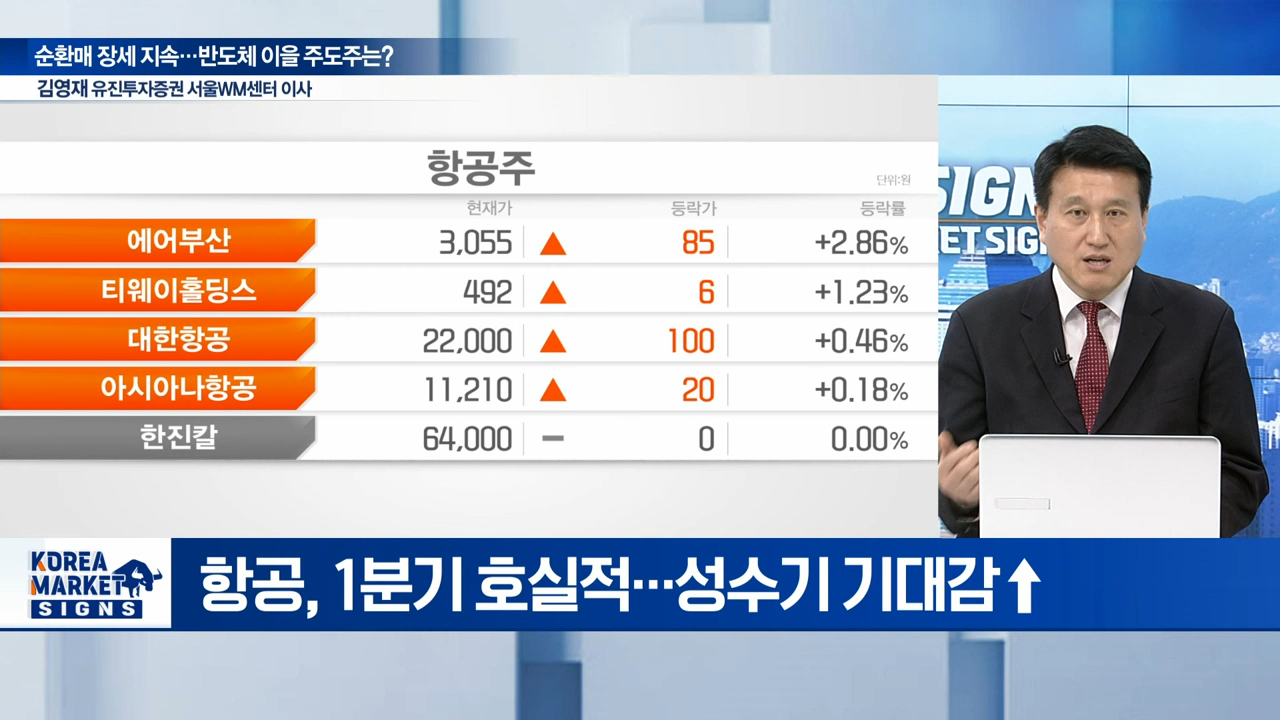 순환매 장세 지속…반도체 이을 주도주는?
김영재 유진투자증권 서울WM센터 이사
항공주
단위:원
현재가 등락가 등락률
에어부산 3,055 ▲ 85 +2.86%
티웨이홀딩스 492 ▲ 6 +1.23%
대한항공 22,000 ▲ 100 +0.46%
아시아나항공 11,210 ▲ 20 +0.18%
한진칼 64,000 - 0 0.00%
SIGN
KET SIG
KOREA
MARKET
SIGNS
항공, 1분기 호실적…성수기 기대감↑